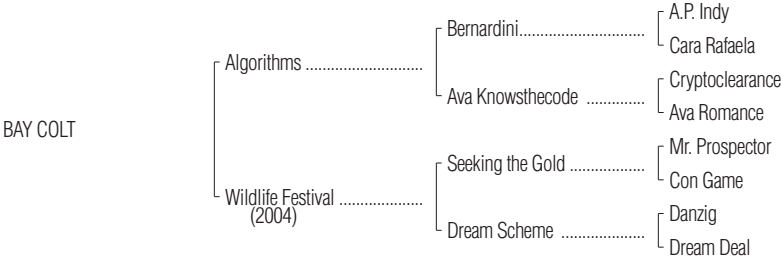 A.P. Indy
Bernardini..............................
Cara Rafaela
Algorithms ............................
Cryptoclearance
Ava Knowsthecode ..............
Ava Romance
BAY COLT
Mr. Prospector
Seeking the Gold ..................
Con Game
Wildlife Festival ....................
(2004)
Danzig
Dream Scheme ....................
Dream Deal